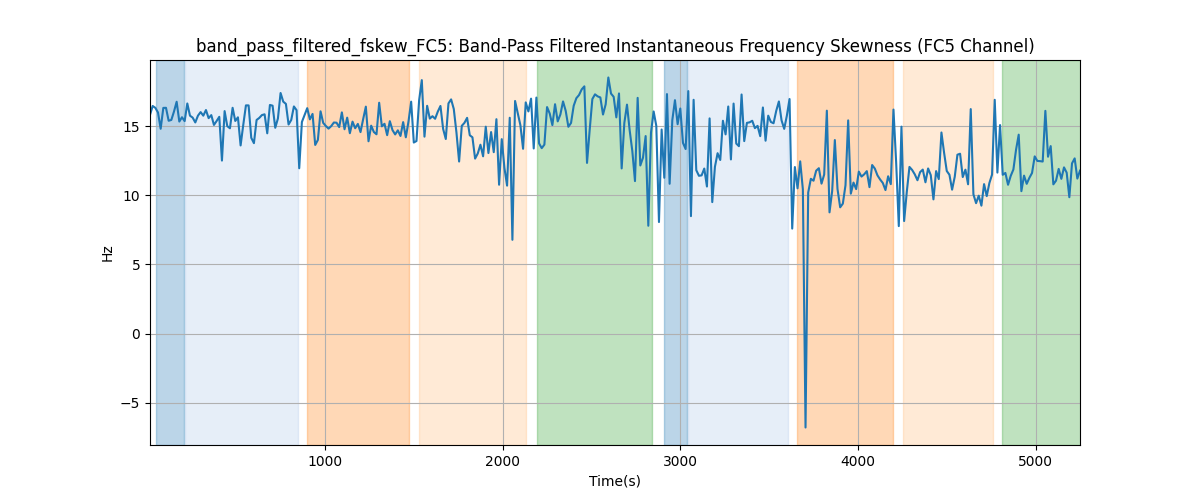 band_pass_filtered_fskew_FC5: Band-Pass Filtered Instantaneous Frequency Skewness (FC5 Channel)
15
10
5
0
−5
Hz
1000 2000 3000 4000 5000
Time(s)